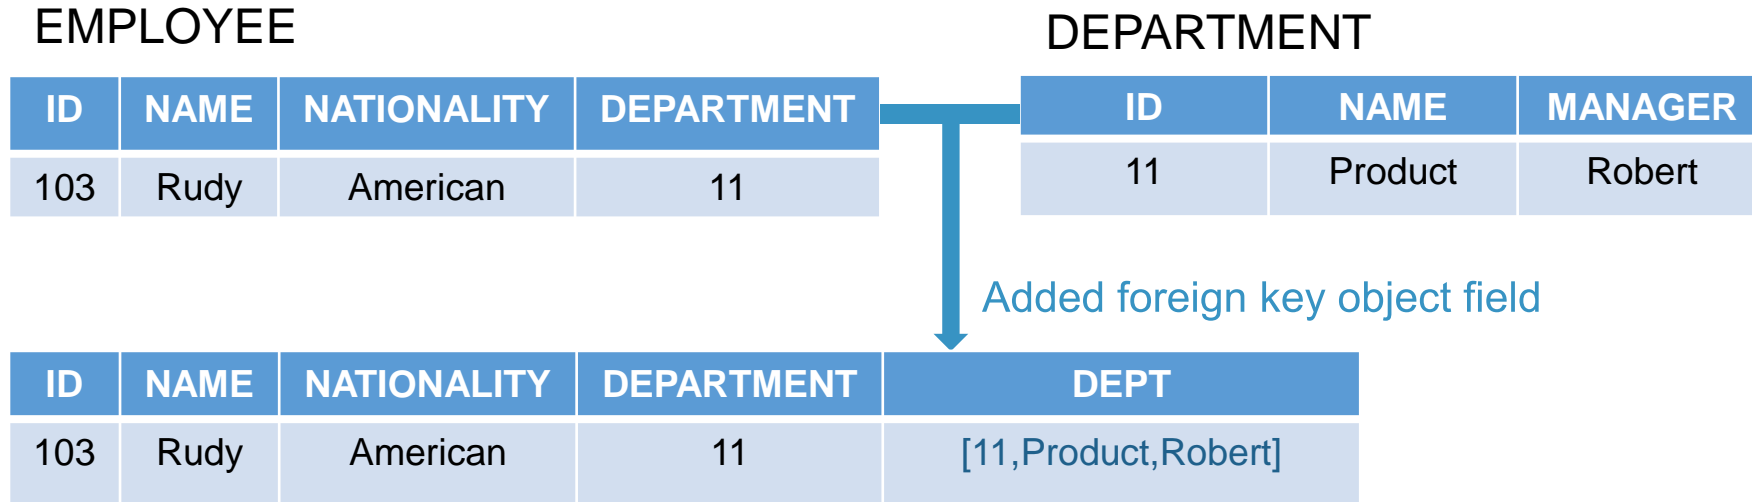 EMPLOYEE
DEPARTMENT
ID NAME NATIONALITY DEPARTMENT
103 Rudy American 11
ID NAME MANAGER
11 Product Robert
Added foreign key object field
ID NAME NATIONALITY DEPARTMENT DEPT
103 Rudy American 11 [11,Product,Robert]